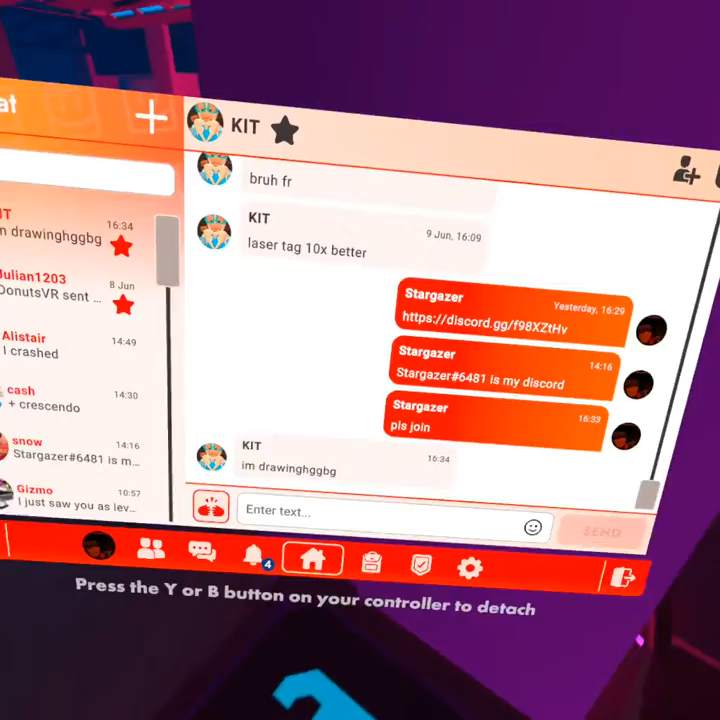 at
KIT
bruh fr
KIT
9 Jun, 16:09
laser tag 10x better
Stargazer
Yesterday, 16:29
https://discord.gg/f98XZtHv
Stargazer
14:16
Stargazer#6481 is my discord
Stargazer
16:33
pls join
KIT
16:34
im drawinghggbg
Enter text...
SEND
IT
16:34
m drawinghggbg
Julian1203
8 Jun
DonutsVR sent ...
Alistair
14:49
I crashed
cash
14:30
+ crescendo
snow
14:16
Stargazer#6481 is m...
Gizmo
10:57
I just saw you as lev...
4
Press the Y or B button on your controller to detach